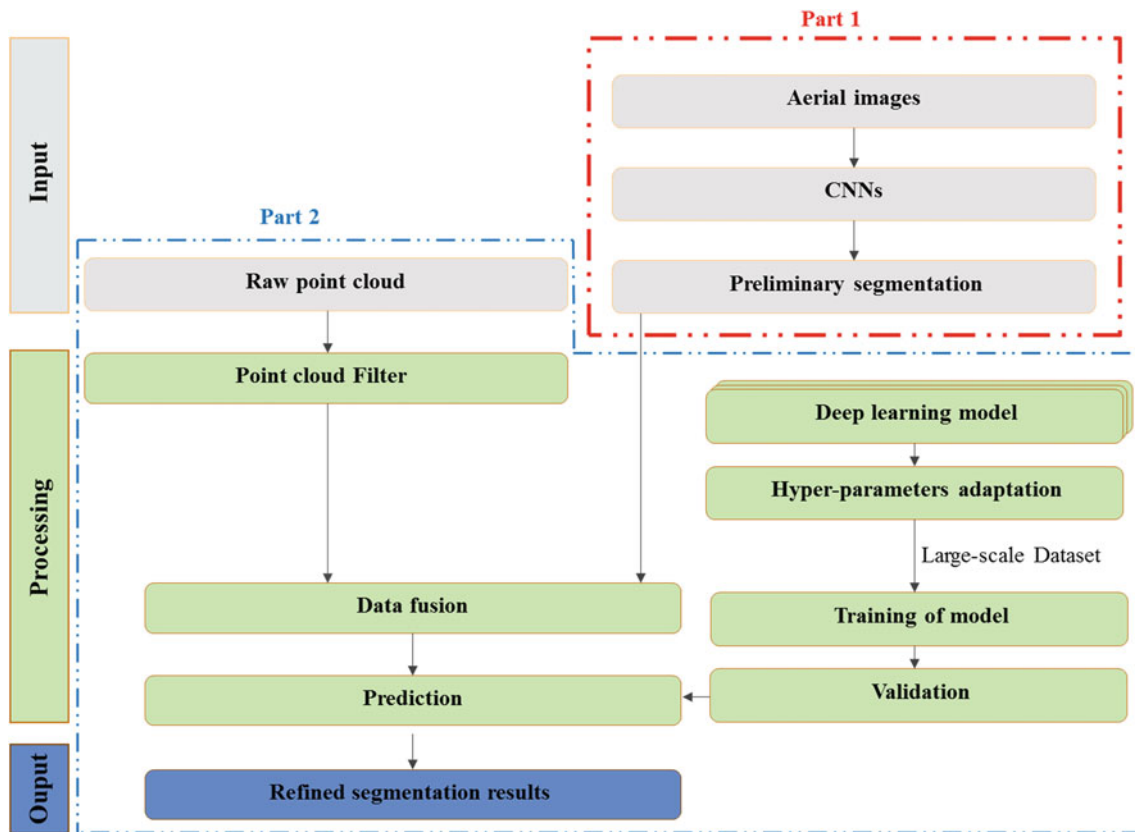 Part 1
Input
Aerial images
CNNs
Part 2
Raw point cloud
Preliminary segmentation
Processing
Point cloud Filter
Deep learning model
Hyper-parameters adaptation
Large-scale Dataset
Data fusion
Training of model
Prediction
Validation
Ouput
Refined segmentation results